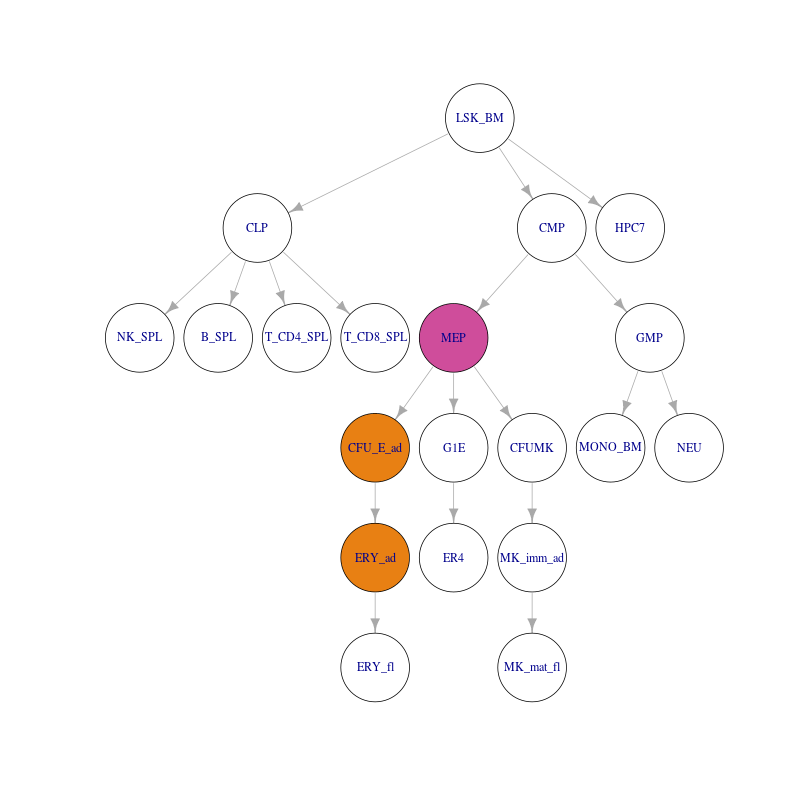 LSK_BM
CLP
CMP
HPC7
NK_SPL
B_SPL
T_CD4_SPL
T_CD8_SPL
MEP
GMP
CFU_E_ad
G1E
CFUMK
MONO_BM
NEU
ERY_ad
ER4
MK_imm_ad
ERY_fl
MK_mat_fl